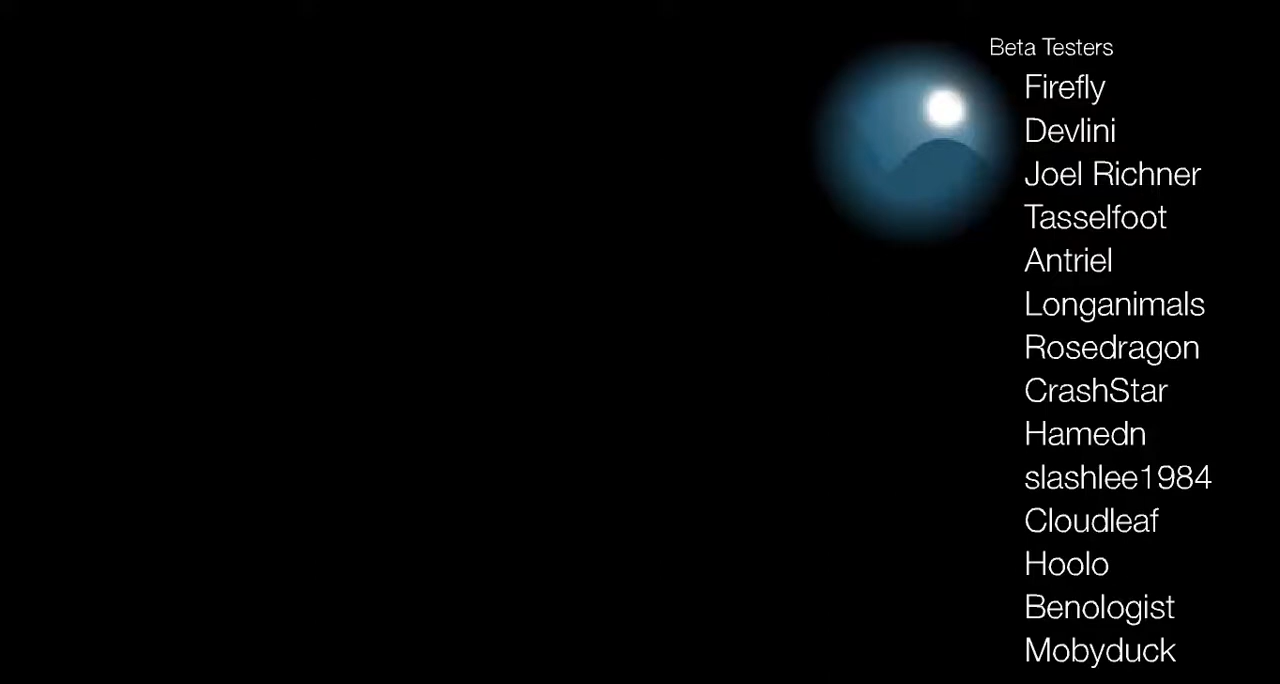 Beta Testers
Firefly
Devlini
Joel Richner
Tasselfoot
Antriel
Longanimals
Rosedragon
CrashStar
Hamedn
slashlee1984
Cloudleaf
Hoolo
Benologist
Mobyduck